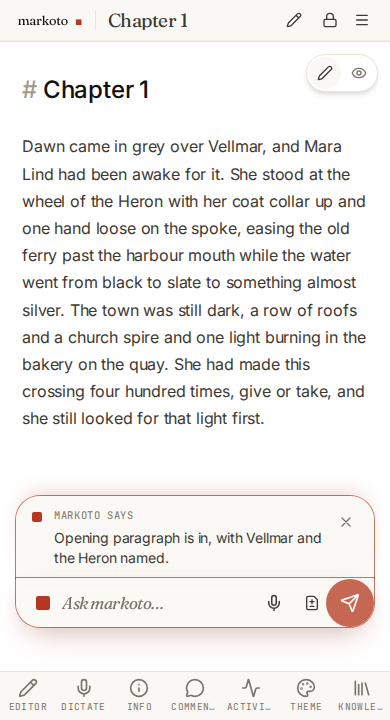 markoto
Chapter 1
# Chapter 1
Dawn came in grey over Vellmar, and Mara
Lind had been awake for it. She stood at the
wheel of the Heron with her coat collar up and
one hand loose on the spoke, easing the old
ferry past the harbour mouth while the water
went from black to slate to something almost
silver. The town was still dark, a row of roofs
and a church spire and one light burning in the
bakery on the quay. She had made this
crossing four hundred times, give or take, and
she still looked for that light first.
MARKOTO SAYS
Opening paragraph is in, with Vellmar and
the Heron named.
Ask markoto...
EDITOR DICTATE INFO COMMEN… ACTIVI… THEME KNOWLE…